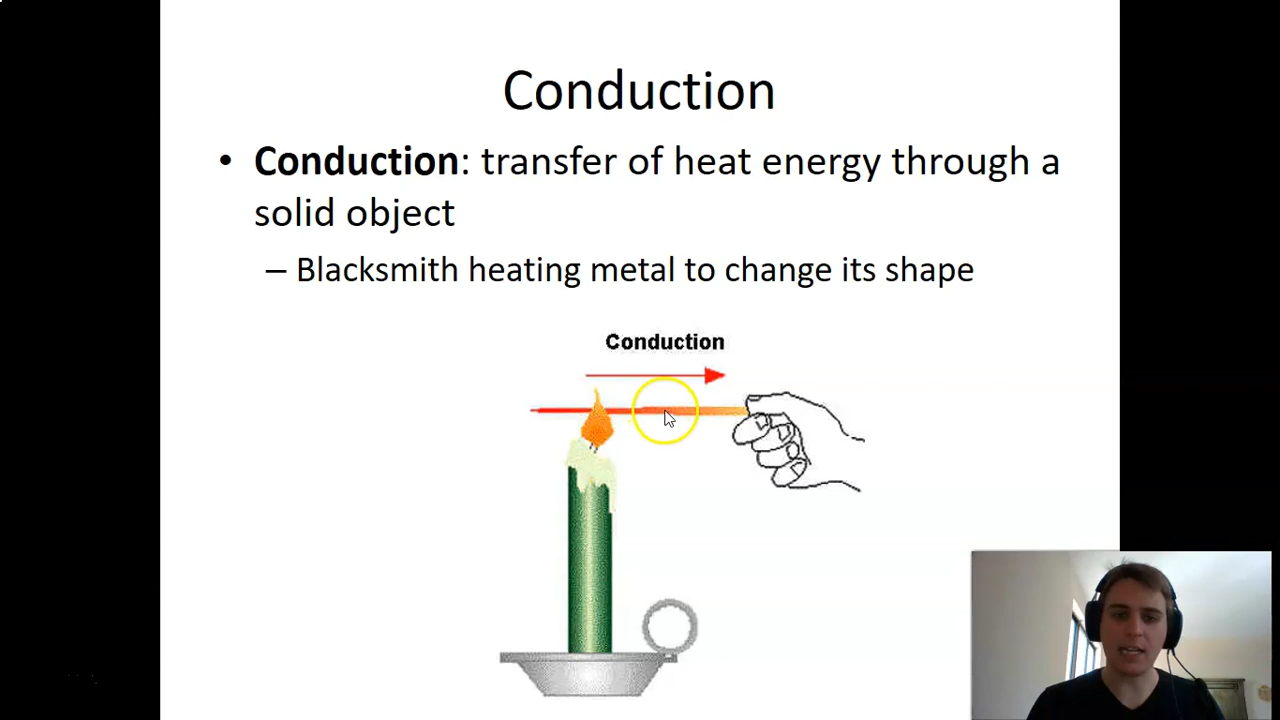 Conduction
• Conduction: transfer of heat energy through a
solid object
– Blacksmith heating metal to change its shape
Conduction